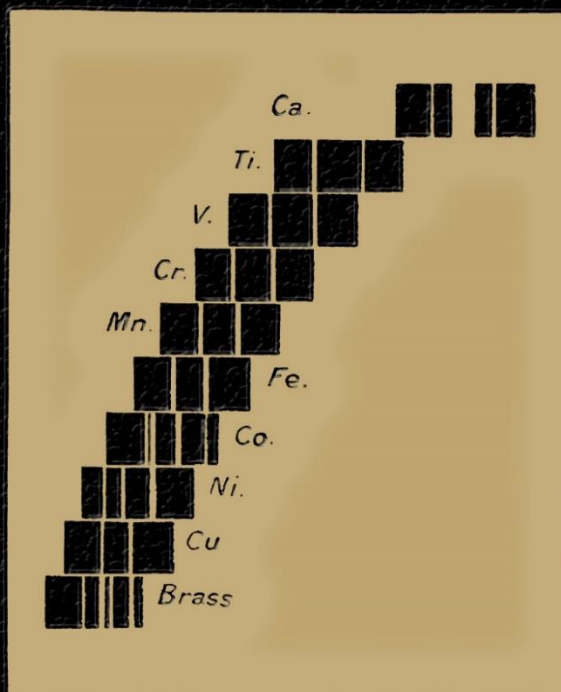 Ca.
Ti.
V.
Cr.
Mn.
Fe.
Co.
Ni.
Cu
Brass